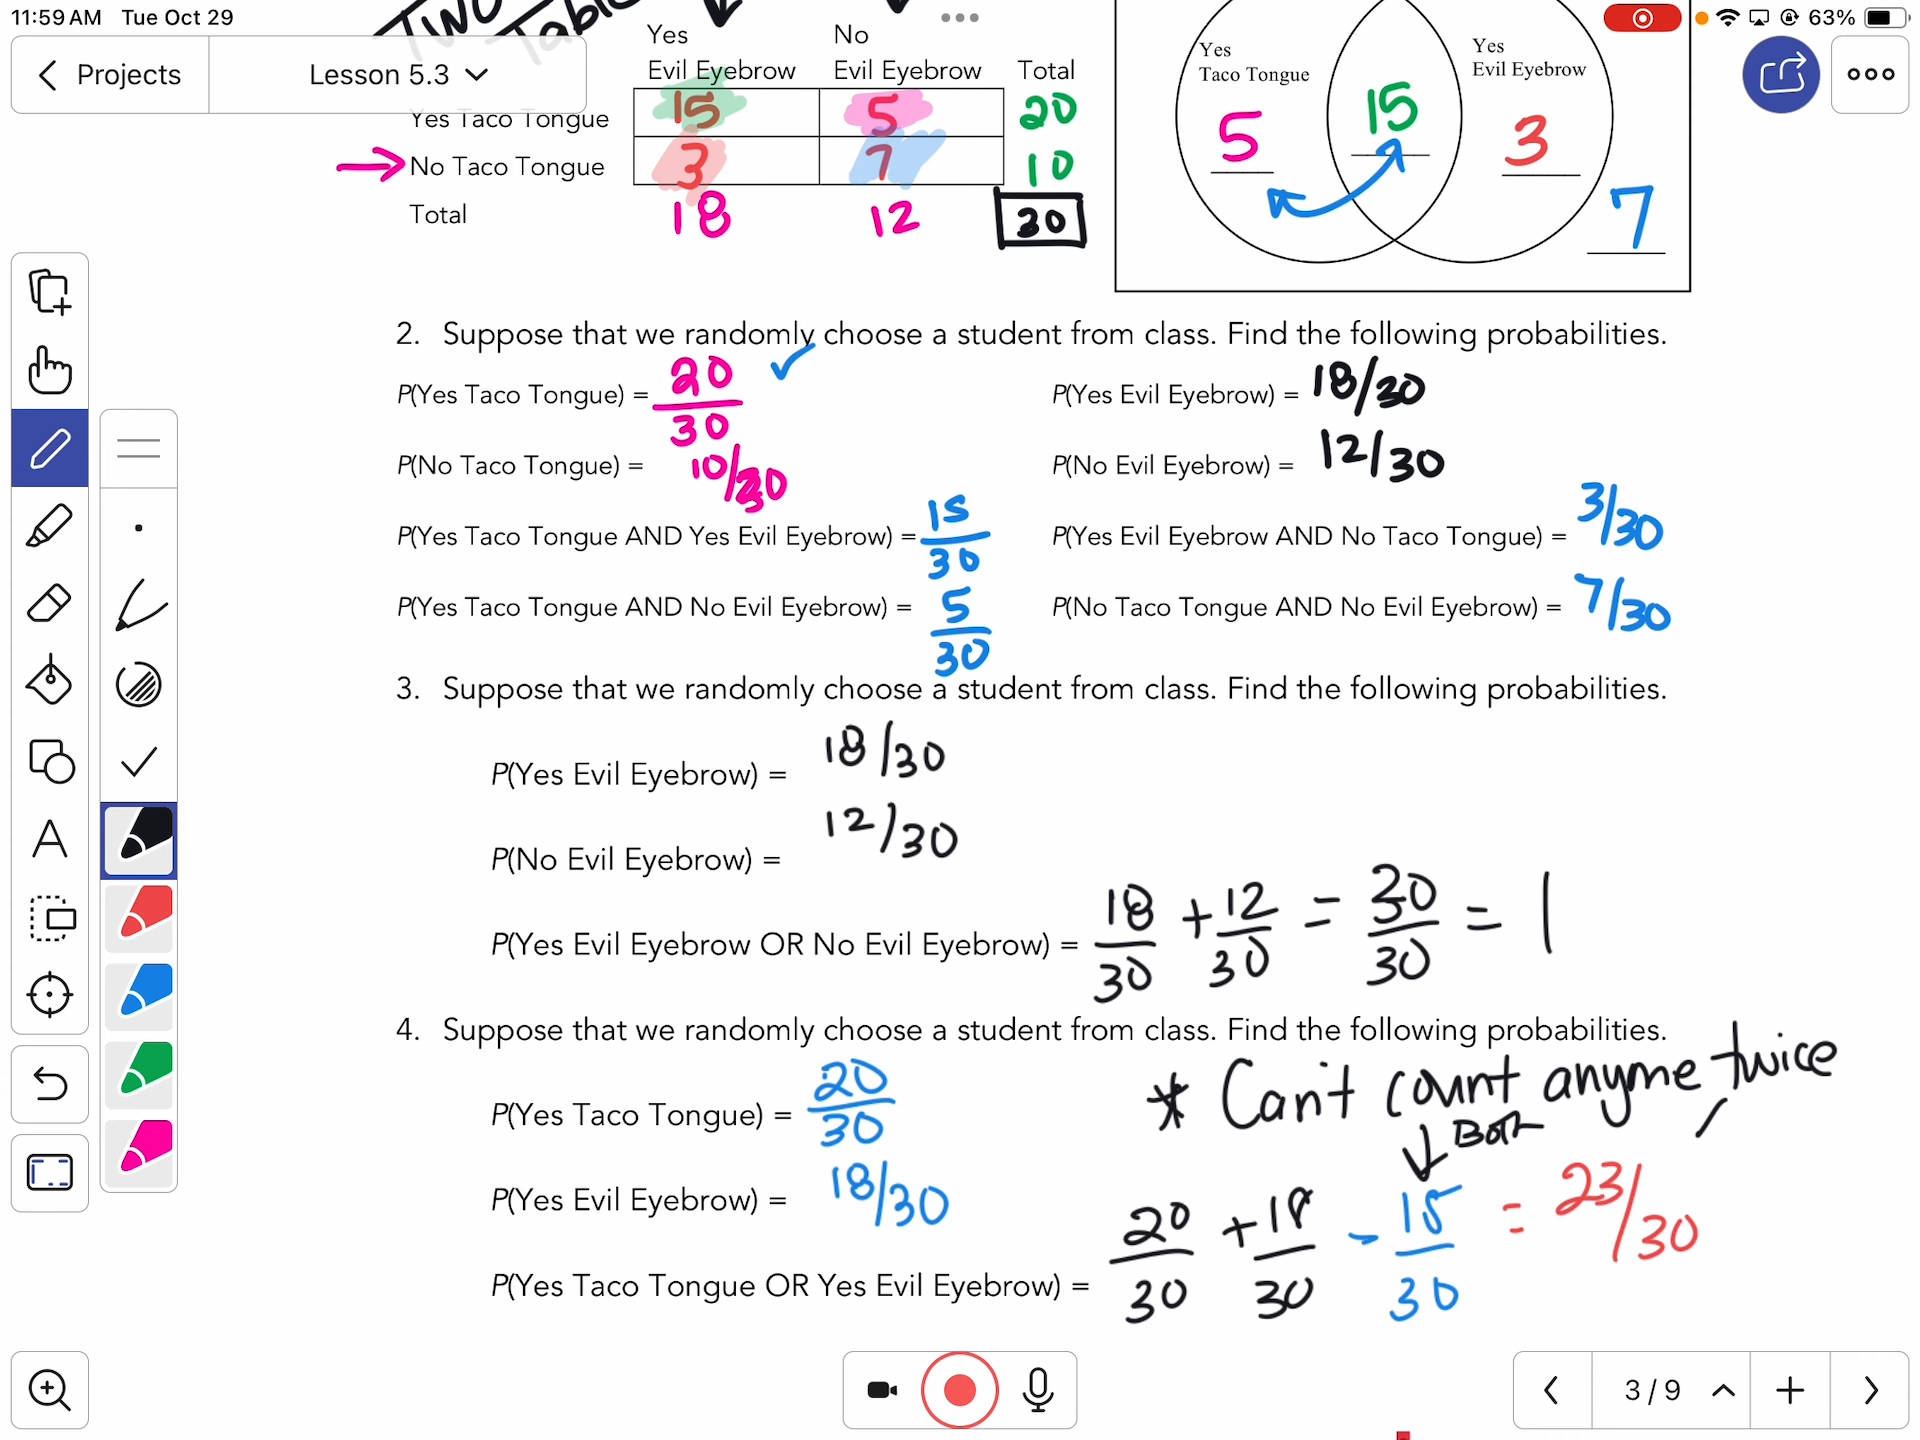 11:59 AM Tue Oct 29
63%
Two
Table
Projects
Lesson 5.3
Yes
Evil Eyebrow
No
Evil Eyebrow
Total
Yes Taco Tongue 15 5 20
No Taco Tongue 3 7 10
Total 18 12 30
Yes
Taco Tongue
Yes
Evil Eyebrow
5 15 3
7
2. Suppose that we randomly choose a student from class. Find the following probabilities.
P(Yes Taco Tongue) = 20/30 ✓
P(Yes Evil Eyebrow) = 18/30
P(No Taco Tongue) = 10/30
P(No Evil Eyebrow) = 12/30
P(Yes Taco Tongue AND Yes Evil Eyebrow) = 15/30
P(Yes Evil Eyebrow AND No Taco Tongue) = 3/30
P(Yes Taco Tongue AND No Evil Eyebrow) = 5/30
P(No Taco Tongue AND No Evil Eyebrow) = 7/30
3. Suppose that we randomly choose a student from class. Find the following probabilities.
P(Yes Evil Eyebrow) = 18/30
P(No Evil Eyebrow) = 12/30
P(Yes Evil Eyebrow OR No Evil Eyebrow) = 18/30 + 12/30 = 30/30 = 1
4. Suppose that we randomly choose a student from class. Find the following probabilities.
* Can't count anyone twice
P(Yes Taco Tongue) = 20/30
Both
P(Yes Evil Eyebrow) = 18/30
P(Yes Taco Tongue OR Yes Evil Eyebrow) = 20/30 + 18/30 - 15/30 = 23/30
A
3 / 9